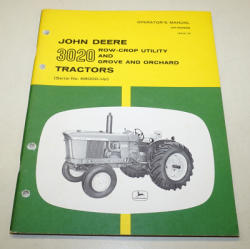 OPERATOR'S MANUAL
JOHN DEERE
3020 ROW-CROP UTILITY
AND
GROVE AND ORCHARD
TRACTORS